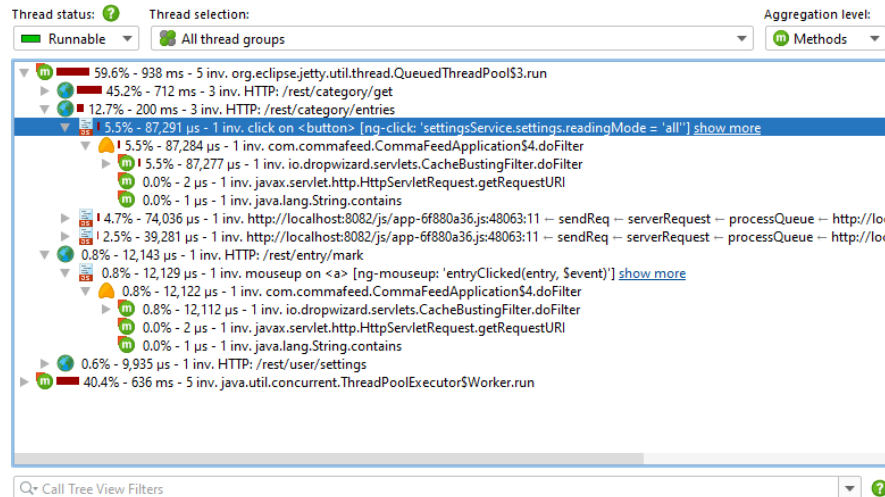 Thread status: ? Thread selection: Aggregation level:
Runnable All thread groups m Methods
m 59.6% - 938 ms - 5 inv. org.eclipse.jetty.util.thread.QueuedThreadPool$3.run
45.2% - 712 ms - 3 inv. HTTP: /rest/category/get
12.7% - 200 ms - 3 inv. HTTP: /rest/category/entries
JS 5.5% - 87,291 µs - 1 inv. click on <button> [ng-click: 'settingsService.settings.readingMode = 'all''] show more
5.5% - 87,284 µs - 1 inv. com.commafeed.CommaFeedApplication$4.doFilter
m 5.5% - 87,277 µs - 1 inv. io.dropwizard.servlets.CacheBustingFilter.doFilter
m 0.0% - 2 µs - 1 inv. javax.servlet.http.HttpServletRequest.getRequestURI
m 0.0% - 1 µs - 1 inv. java.lang.String.contains
JS 4.7% - 74,036 µs - 1 inv. http://localhost:8082/js/app-6f880a36.js:48063:11 ← sendReq ← serverRequest ← processQueue ← http://loc
JS 2.5% - 39,281 µs - 1 inv. http://localhost:8082/js/app-6f880a36.js:48063:11 ← sendReq ← serverRequest ← processQueue ← http://loc
0.8% - 12,143 µs - 1 inv. HTTP: /rest/entry/mark
JS 0.8% - 12,129 µs - 1 inv. mouseup on <a> [ng-mouseup: 'entryClicked(entry, $event)'] show more
0.8% - 12,122 µs - 1 inv. com.commafeed.CommaFeedApplication$4.doFilter
m 0.8% - 12,112 µs - 1 inv. io.dropwizard.servlets.CacheBustingFilter.doFilter
m 0.0% - 2 µs - 1 inv. javax.servlet.http.HttpServletRequest.getRequestURI
m 0.0% - 1 µs - 1 inv. java.lang.String.contains
0.6% - 9,935 µs - 1 inv. HTTP: /rest/user/settings
m 40.4% - 636 ms - 5 inv. java.util.concurrent.ThreadPoolExecutor$Worker.run
Call Tree View Filters ?